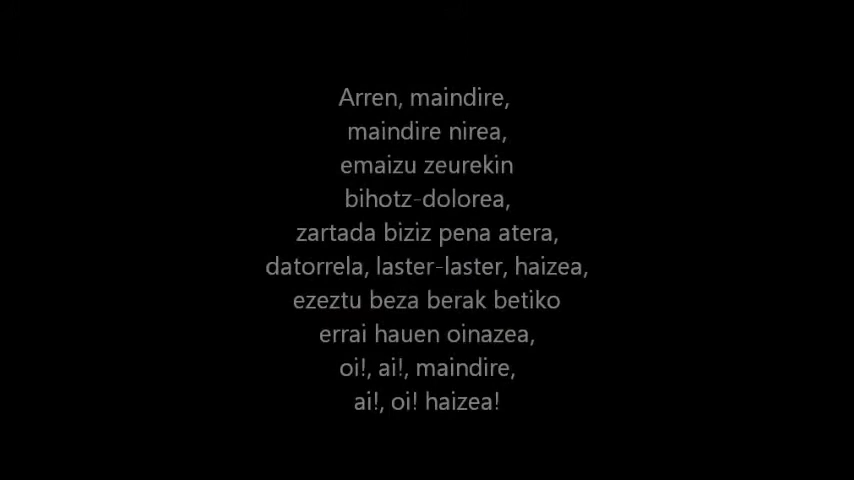 Arren, maindire,
maindire nirea,
emaizu zeurekin
bihotz-dolorea,
zartada biziz pena atera,
datorrela, laster-laster, haizea,
ezeztu beza berak betiko
errai hauen oinazea,
oi!, ai!, maindire,
ai!, oi! haizea!